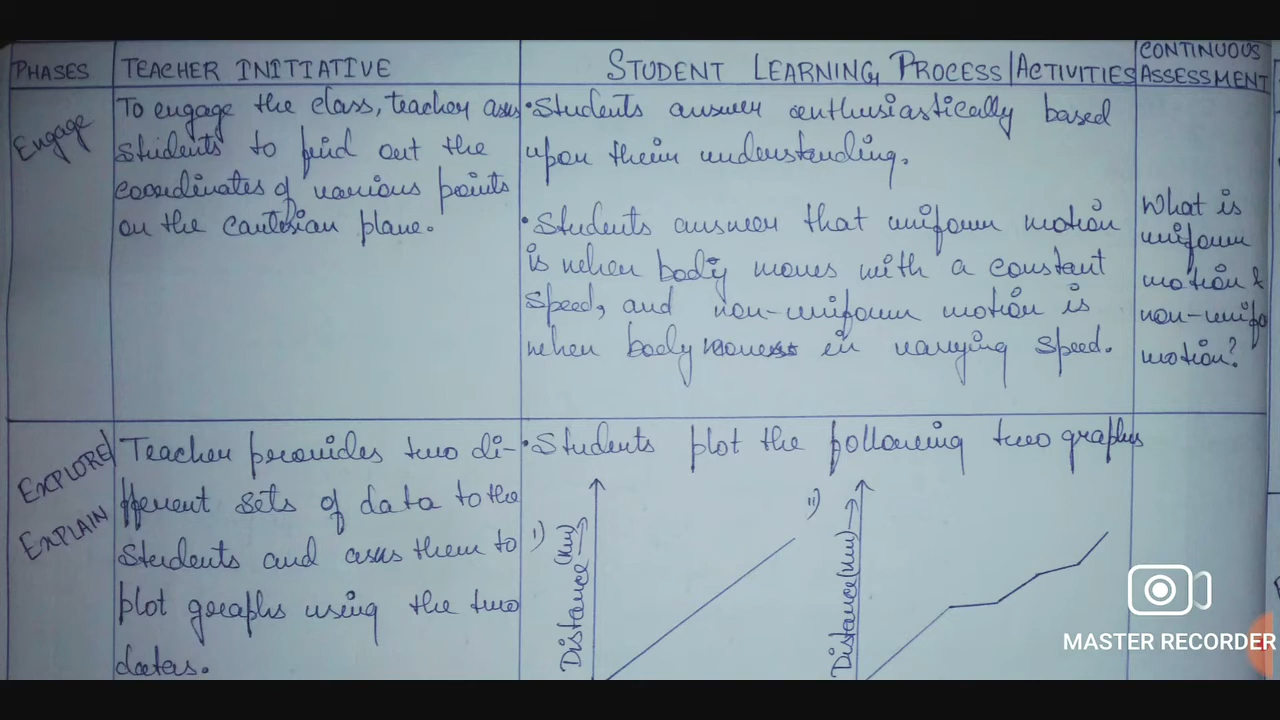 PHASES
TEACHER INITIATIVE
STUDENT LEARNING PROCESS/ACTIVITIES
CONTINUOUS
ASSESSMENT
Engage
To engage the class, teacher asks
students to find out the
coordinates of various points
on the cartesian plane.
• Students answer enthusiastically based
upon their understanding.
• Students answer that uniform motion
is when body moves with a constant
speed, and non-uniform motion is
when body moves in varying speed.
What is
uniform
motion &
non-unifo
motion?
EXPLORE/
EXPLAIN
Teacher provides two di-
fferent sets of data to the
students and asks them to
plot graphs using the two
datas.
• Students plot the following two graphs
i)
Distance (km) →
ii)
Distance (km) →
MASTER RECORDER